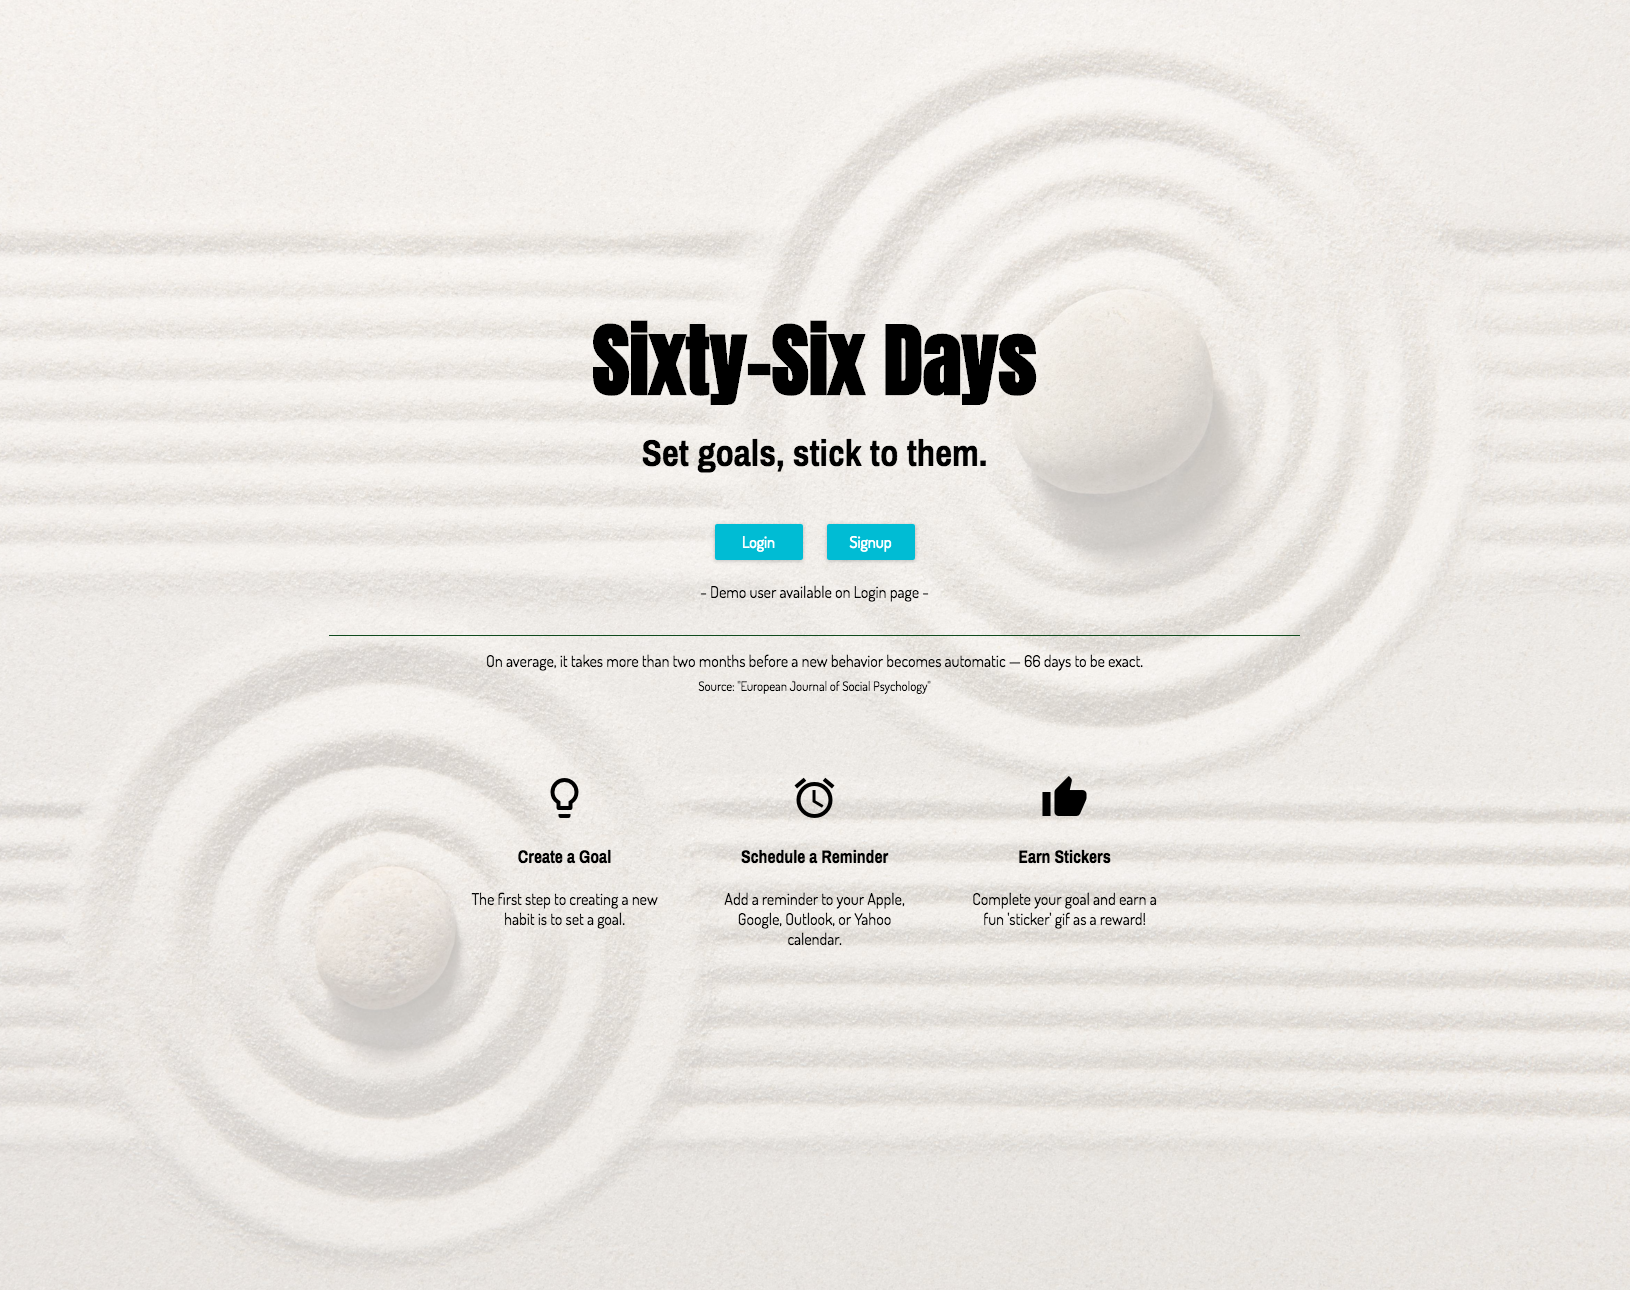 Sixty-Six Days
Set goals, stick to them.
Login
Signup
- Demo user available on Login page -
On average, it takes more than two months before a new behavior becomes automatic — 66 days to be exact.
Source: "European Journal of Social Psychology"
Create a Goal
The first step to creating a new
habit is to set a goal.
Schedule a Reminder
Add a reminder to your Apple,
Google, Outlook, or Yahoo
calendar.
Earn Stickers
Complete your goal and earn a
fun 'sticker' gif as a reward!